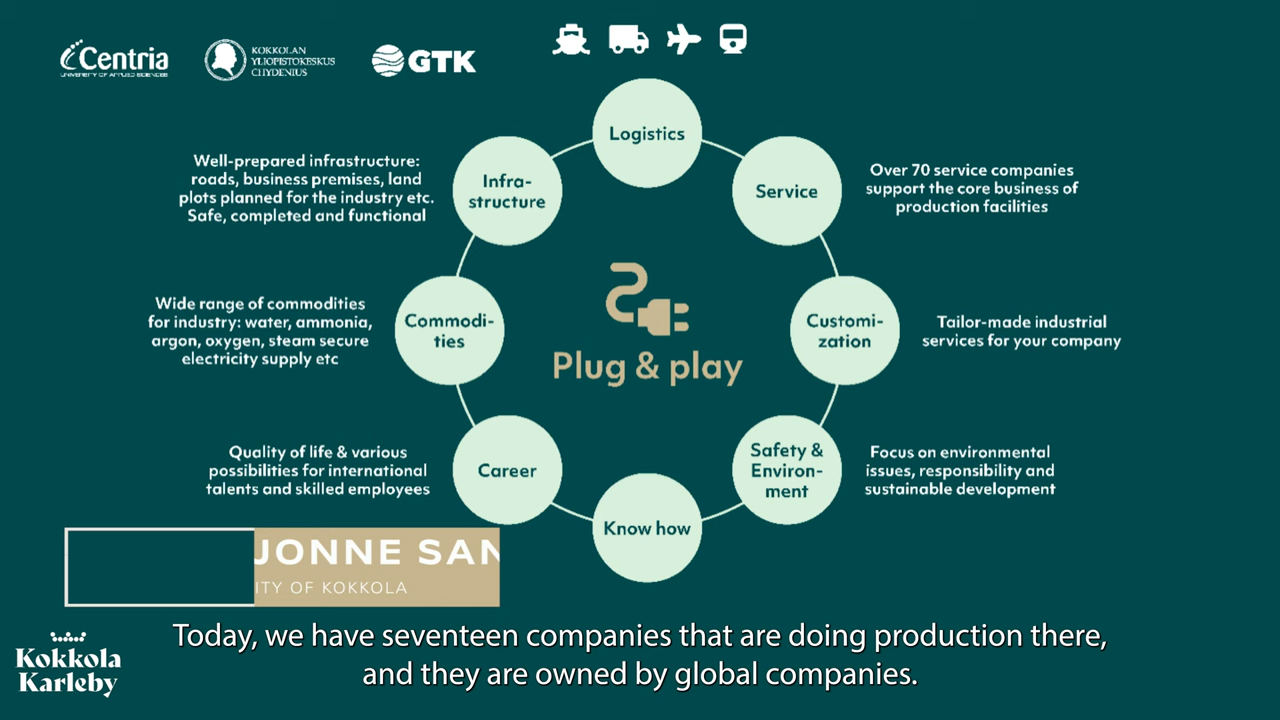 Centria
UNIVERSITY OF APPLIED SCIENCES
KOKKOLAN
YLIOPISTOKESKUS
CHYDENIUS
GTK
Logistics
Well-prepared infrastructure:
roads, business premises, land
plots planned for the industry etc.
Safe, completed and functional
Infra-
structure
Service
Over 70 service companies
support the core business of
production facilities
Wide range of commodities
for industry: water, ammonia,
argon, oxygen, steam secure
electricity supply etc
Commodi-
ties
Plug & play
Customi-
zation
Tailor-made industrial
services for your company
Quality of life & various
possibilities for international
talents and skilled employees
Career
Know how
Safety &
Environ-
ment
Focus on environmental
issues, responsibility and
sustainable development
JONNE SAN
ITY OF KOKKOLA
Today, we have seventeen companies that are doing production there,
and they are owned by global companies.
Kokkola
Karleby